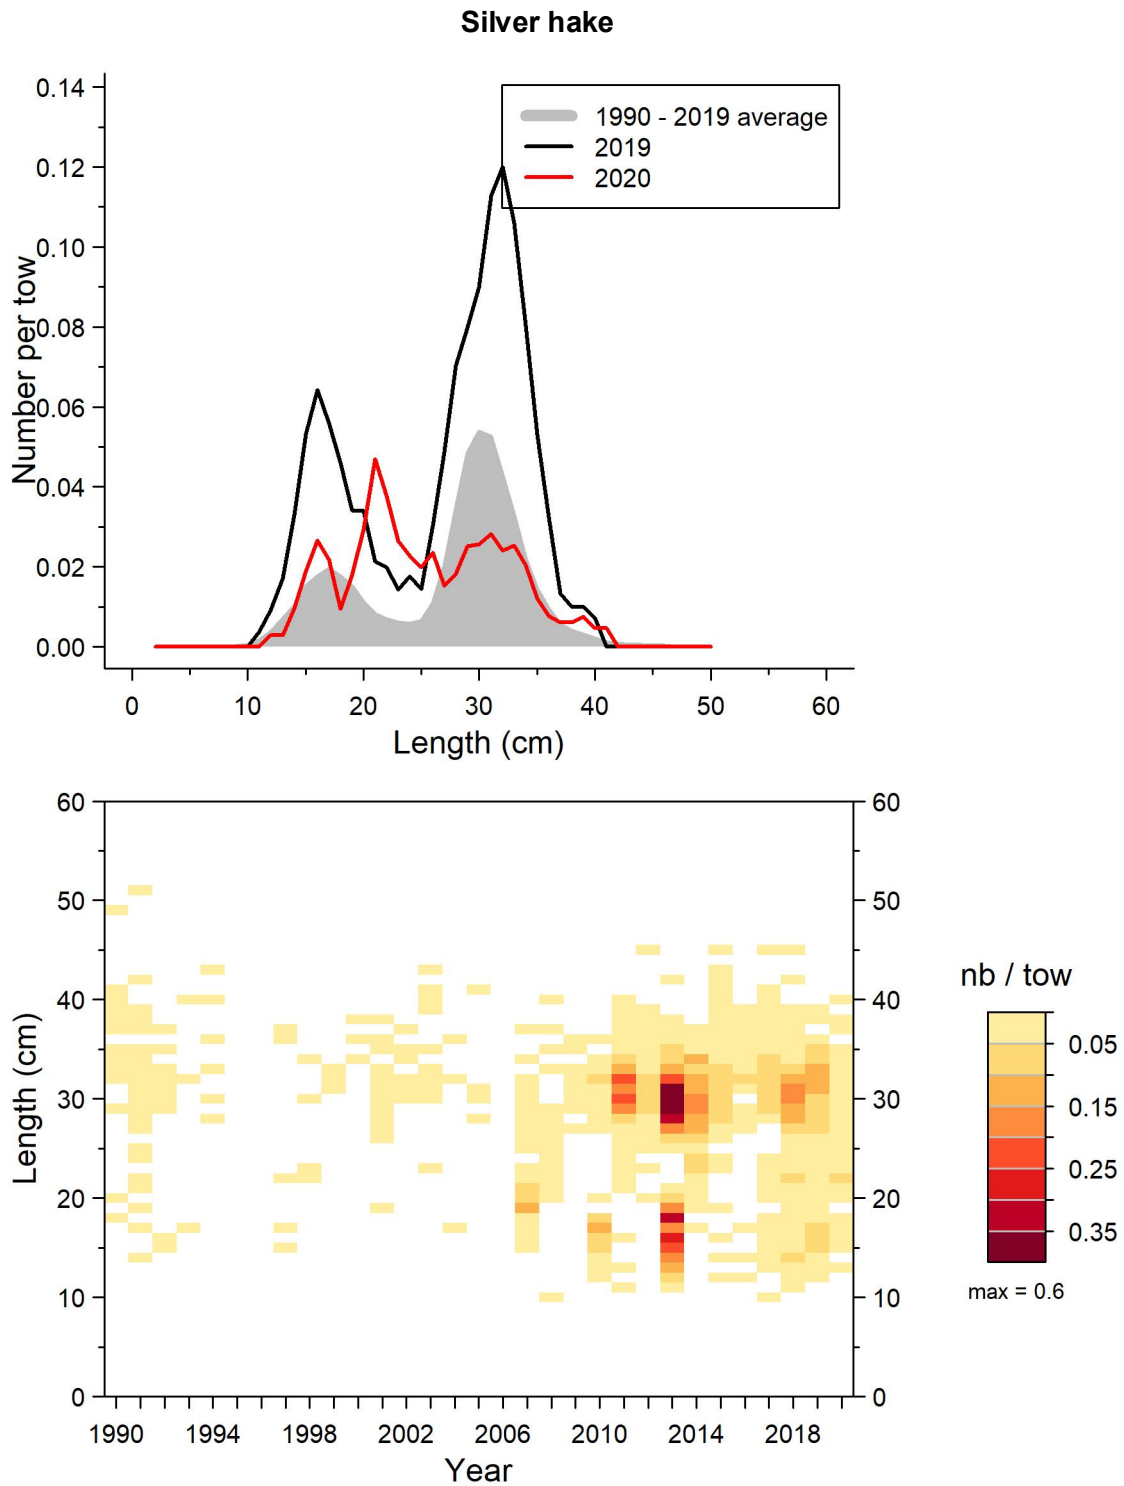 Silver hake
1990 - 2019 average
2019
2020
Number per tow
0.14
0.12
0.10
0.08
0.06
0.04
0.02
0.00
0 10 20 30 40 50 60
Length (cm)
Length (cm)
60
50
40
30
20
10
0
60
50
40
30
20
10
0
1990 1994 1998 2002 2006 2010 2014 2018
Year
nb / tow
0.05
0.15
0.25
0.35
max = 0.6